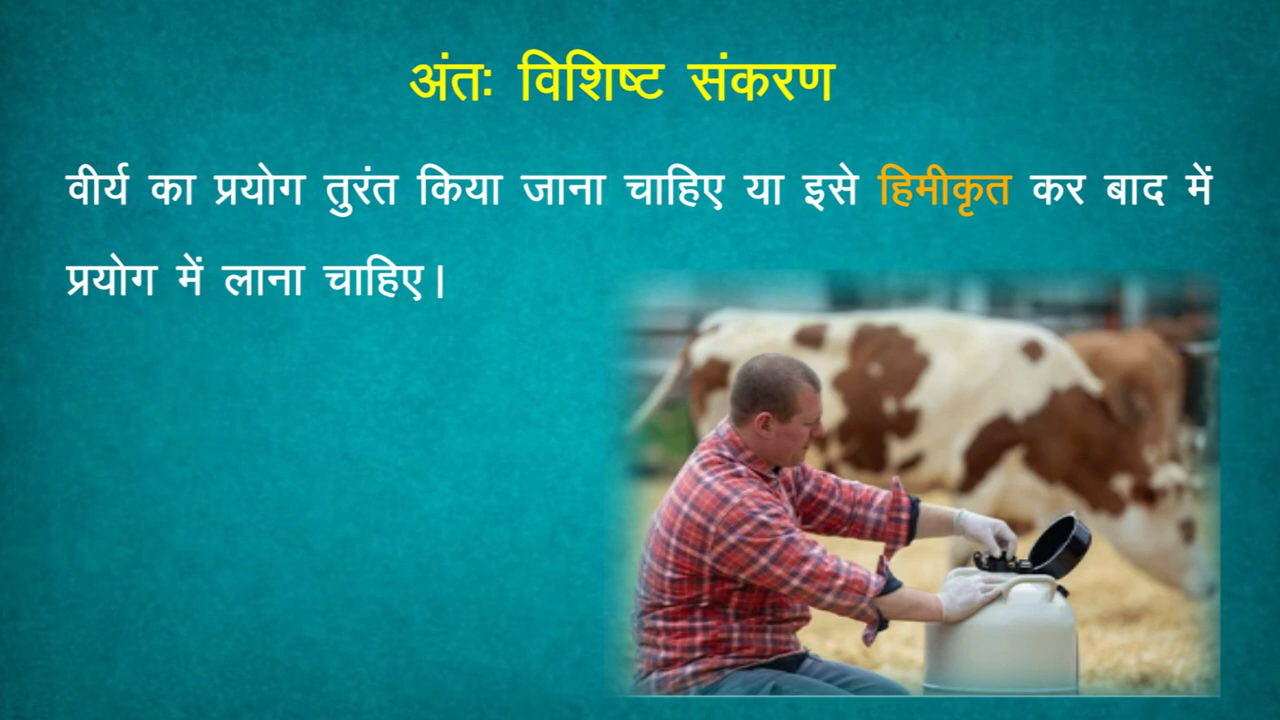 अंतः विशिष्ट संकरण
वीर्य का प्रयोग तुरंत किया जाना चाहिए या इसे हिमीकृत कर बाद में
प्रयोग में लाना चाहिए।